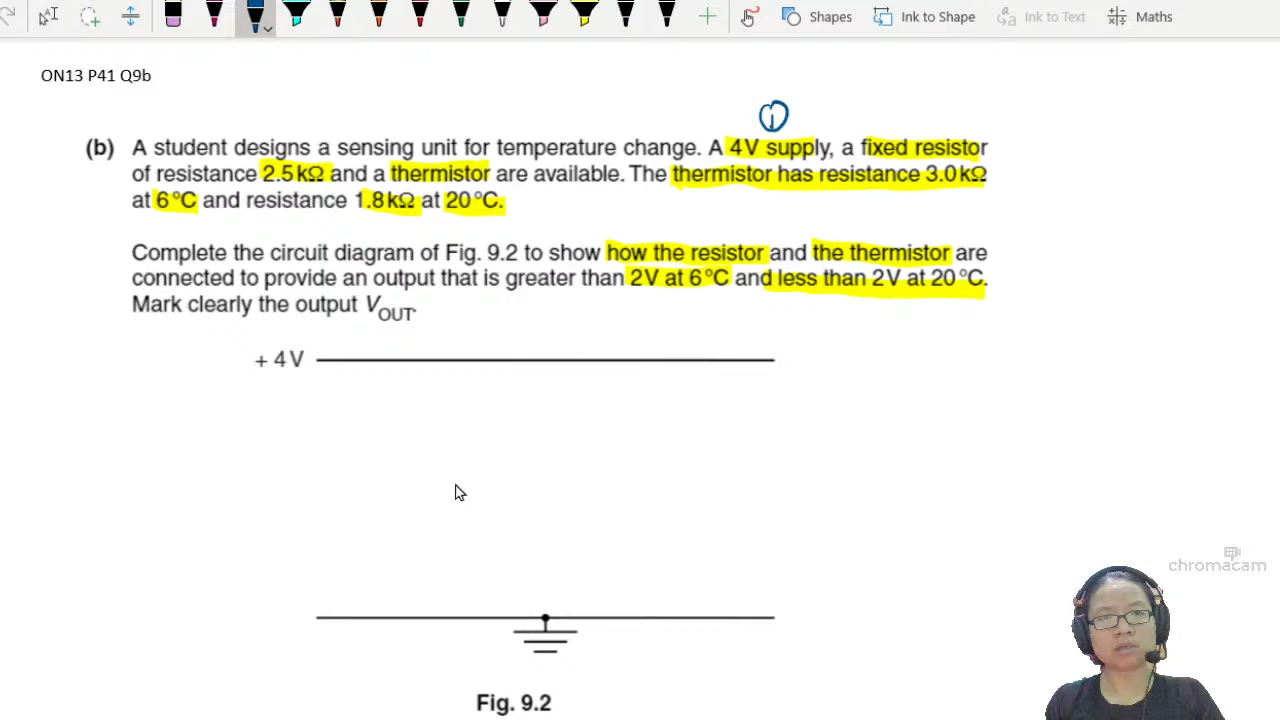 Shapes Ink to Shape Ink to Text Maths
ON13 P41 Q9b
①
(b) A student designs a sensing unit for temperature change. A 4V supply, a fixed resistor
of resistance 2.5kΩ and a thermistor are available. The thermistor has resistance 3.0kΩ
at 6°C and resistance 1.8kΩ at 20°C.
Complete the circuit diagram of Fig. 9.2 to show how the resistor and the thermistor are
connected to provide an output that is greater than 2V at 6°C and less than 2V at 20°C.
Mark clearly the output VOUT.
+ 4V
chromacam
Fig. 9.2